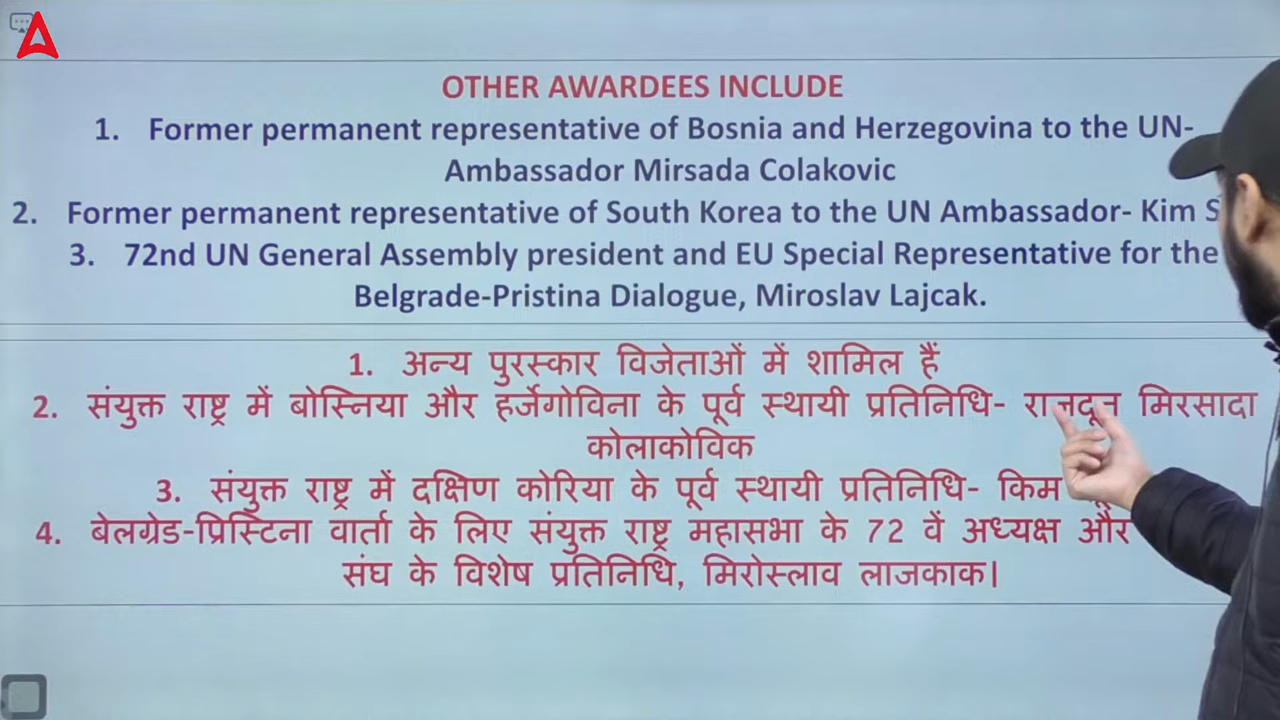 OTHER AWARDEES INCLUDE
1. Former permanent representative of Bosnia and Herzegovina to the UN-
Ambassador Mirsada Colakovic
2. Former permanent representative of South Korea to the UN Ambassador- Kim
3. 72nd UN General Assembly president and EU Special Representative for the
Belgrade-Pristina Dialogue, Miroslav Lajcak.
1. अन्य पुरस्कार विजेताओं में शामिल हैं
2. संयुक्त राष्ट्र में बोस्निया और हर्जेगोविना के पूर्व स्थायी प्रतिनिधि- राजदूत मिरसादा
कोलाकोविक
3. संयुक्त राष्ट्र में दक्षिण कोरिया के पूर्व स्थायी प्रतिनिधि- किम
4. बेलग्रेड-प्रिस्टिना वार्ता के लिए संयुक्त राष्ट्र महासभा के 72 वें अध्यक्ष और
संघ के विशेष प्रतिनिधि, मिरोस्लाव लाजकाक|